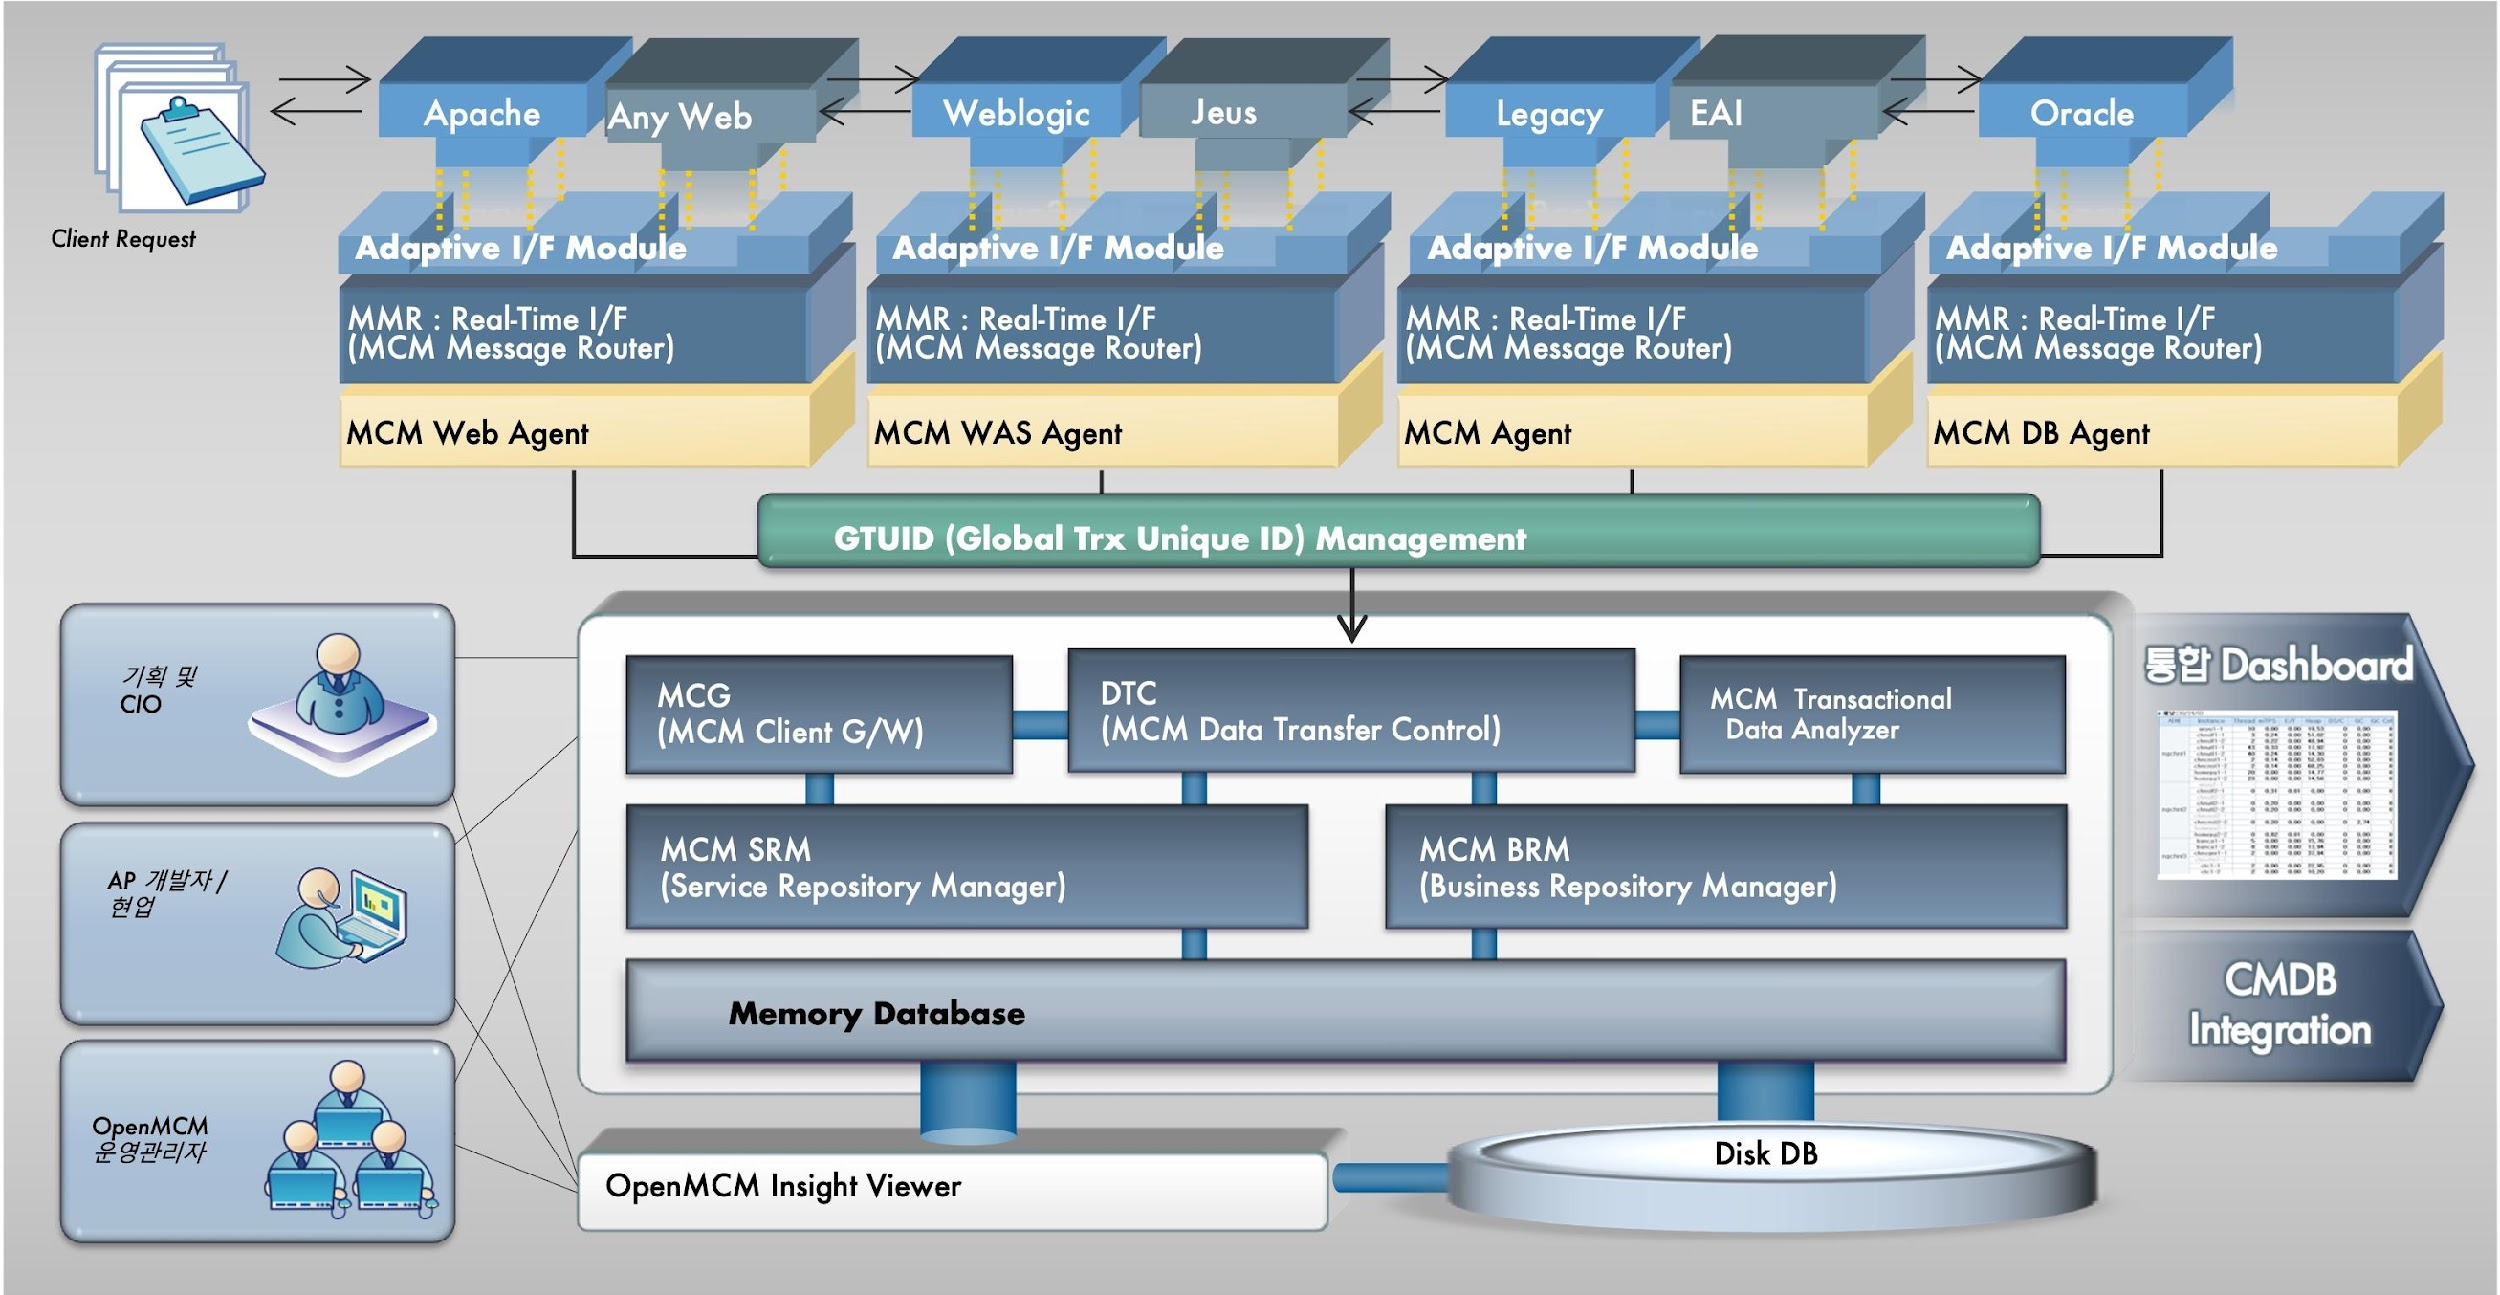 Client Request
Apache
Any Web
Weblogic
Jeus
Legacy
EAI
Oracle
Adaptive I/F Module
Adaptive I/F Module
Adaptive I/F Module
Adaptive I/F Module
MMR : Real-Time I/F
(MCM Message Router)
MMR : Real-Time I/F
(MCM Message Router)
MMR : Real-Time I/F
(MCM Message Router)
MMR : Real-Time I/F
(MCM Message Router)
MCM Web Agent
MCM WAS Agent
MCM Agent
MCM DB Agent
GTUID (Global Trx Unique ID) Management
기획 및
CIO
AP 개발자 /
현업
OpenMCM
운영관리자
MCG
(MCM Client G/W)
DTC
(MCM Data Transfer Control)
MCM Transactional
Data Analyzer
MCM SRM
(Service Repository Manager)
MCM BRM
(Business Repository Manager)
Memory Database
OpenMCM Insight Viewer
Disk DB
통합 Dashboard
CMDB
Integration